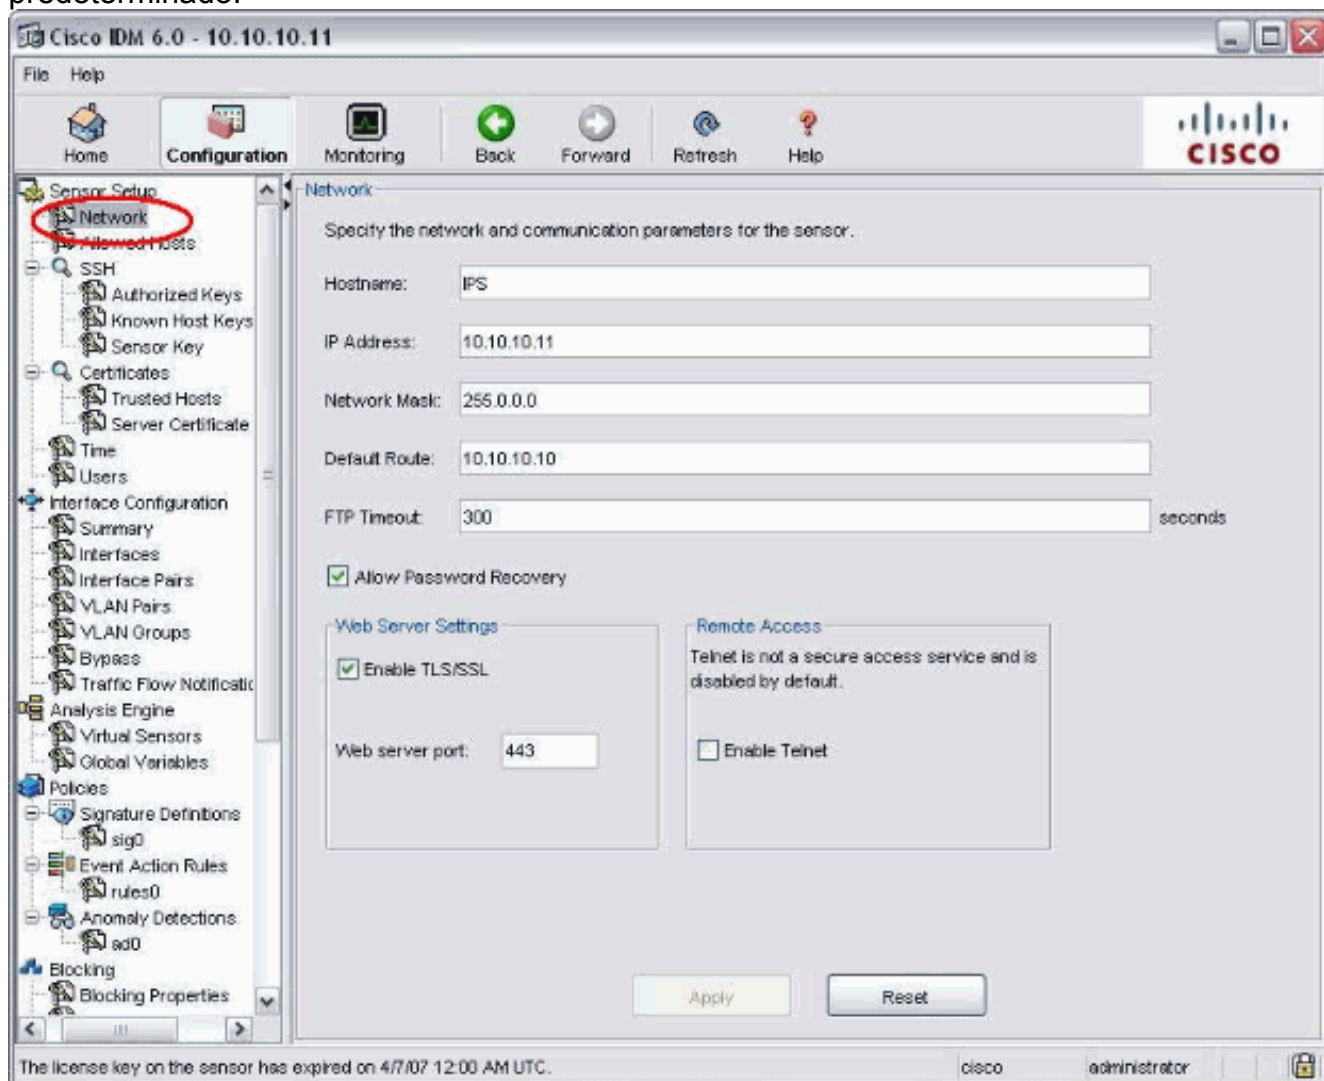 predeterminado.
Cisco IDM 6.0 - 10.10.10.11
File Help
Home Configuration Monitoring Back Forward Refresh Help
CISCO
Sensor Setup
Network
Allowed Hosts
SSH
Authorized Keys
Known Host Keys
Sensor Key
Certificates
Trusted Hosts
Server Certificate
Time
Users
Interface Configuration
Summary
Interfaces
Interface Pairs
VLAN Pairs
VLAN Groups
Bypass
Traffic Flow Notificatic
Analysis Engine
Virtual Sensors
Global Variables
Policies
Signature Definitions
sig0
Event Action Rules
rules0
Anomaly Detections
ad0
Blocking
Blocking Properties
Network
Specify the network and communication parameters for the sensor.
Hostname: IPS
IP Address: 10.10.10.11
Network Mask: 255.0.0.0
Default Route: 10.10.10.10
FTP Timeout: 300 seconds
Allow Password Recovery
Web Server Settings
Enable TLS/SSL
Web server port: 443
Remote Access
Telnet is not a secure access service and is
disabled by default.
Enable Telnet
Apply Reset
The license key on the sensor has expired on 4/7/07 12:00 AM UTC. cisco administrator